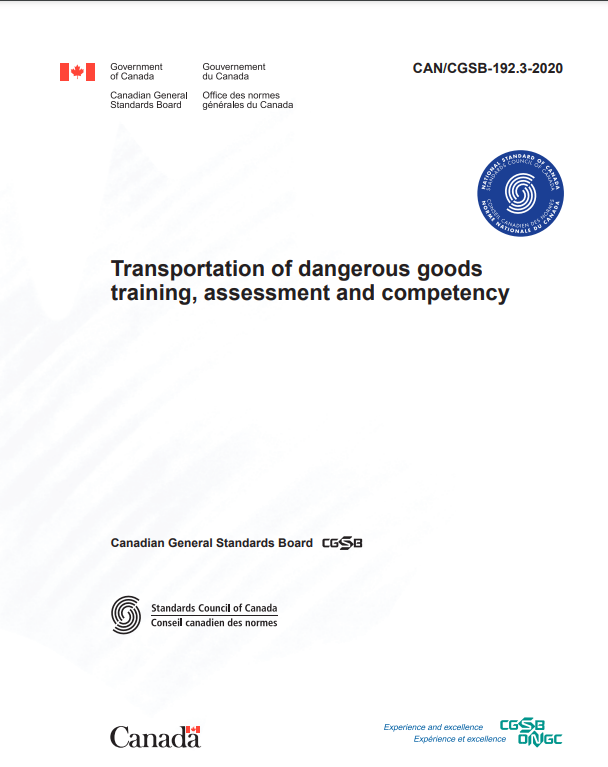 Government
of Canada
Gouvernement
du Canada
CAN/CGSB-192.3-2020
Canadian General
Standards Board
Office des normes
générales du Canada
NATIONAL STANDARD OF CANADA
STANDARDS COUNCIL OF CANADA
CONSEIL CANADIEN DES NORMES
NORME NATIONALE DU CANADA
Transportation of dangerous goods
training, assessment and competency
Canadian General Standards Board CGSB
Standards Council of Canada
Conseil canadien des normes
Canada
Experience and excellence
Expérience et excellence
CGSB
ONGC